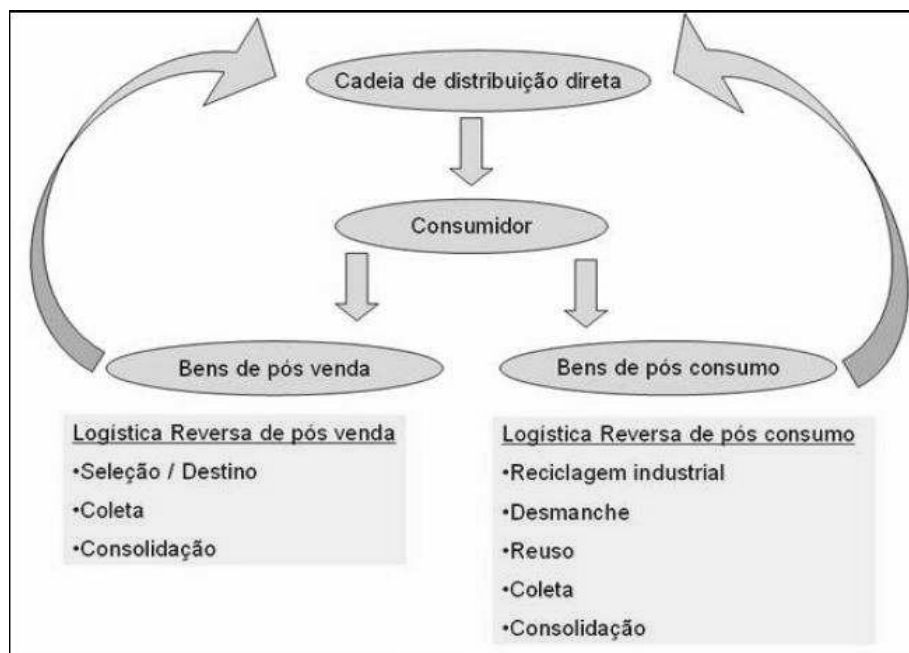 Cadeia de distribuição direta
Consumidor
Bens de pós venda
Bens de pós consumo
Logística Reversa de pós venda
•Seleção / Destino
•Coleta
•Consolidação
Logística Reversa de pós consumo
•Reciclagem industrial
•Desmanche
•Reuso
•Coleta
•Consolidação